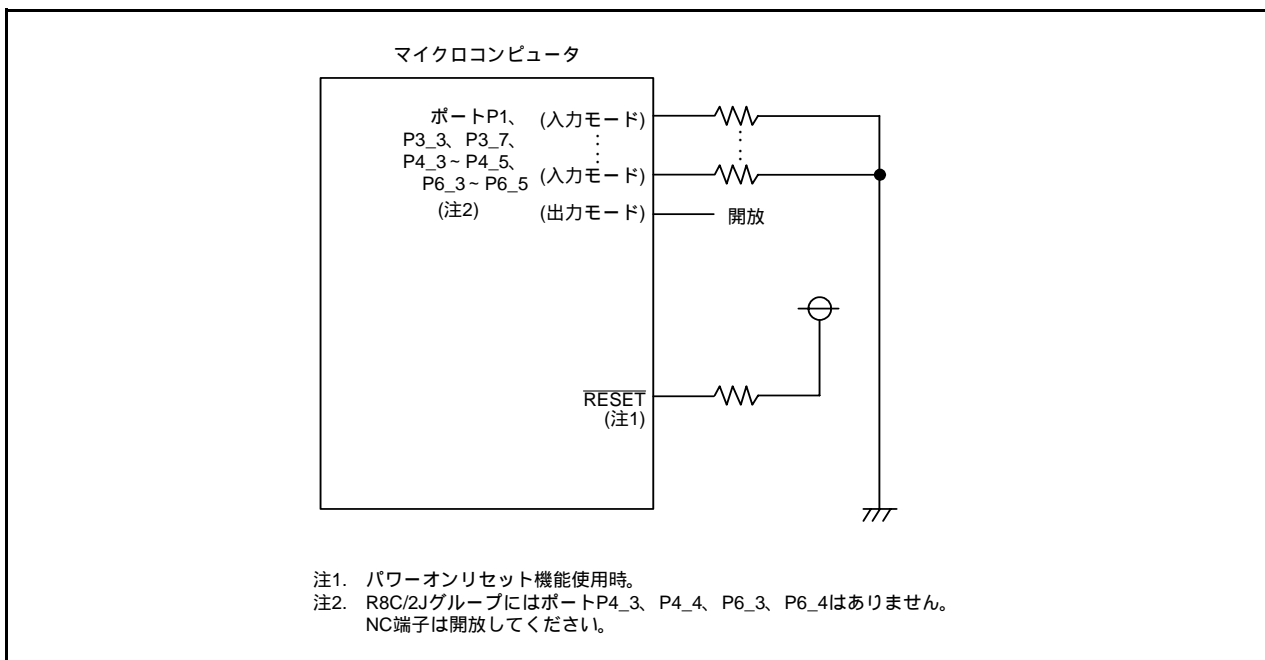 マイクロコンピュータ
ポートP1、
P3_3、P3_7、
P4_3~P4_5、
P6_3~P6_5
(注2)
(入力モード)
(入力モード)
(出力モード)
開放
RESET
(注1)
注1. パワーオンリセット機能使用時。
注2. R8C/2JグループにはポートP4_3、P4_4、P6_3、P6_4はありません。
NC端子は開放してください。